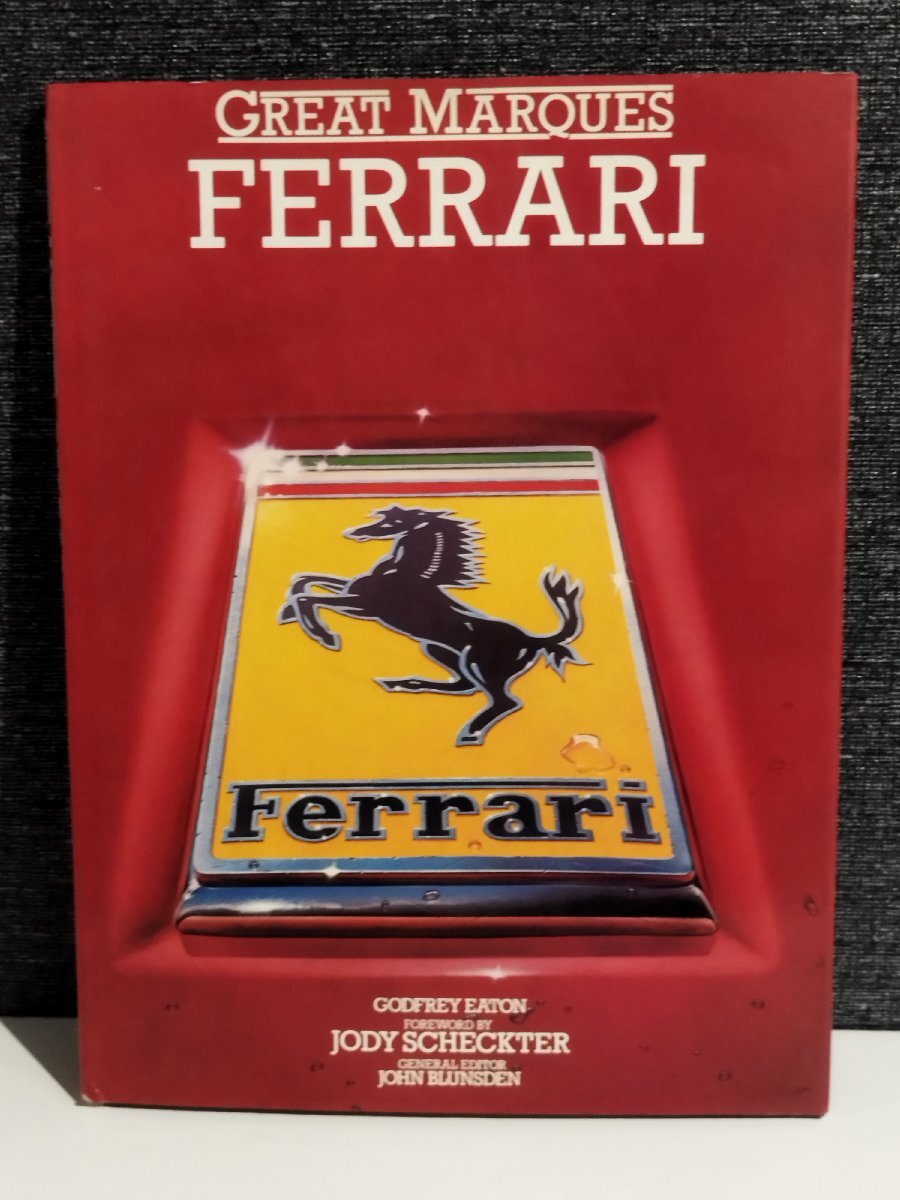 GREAT MARQUES
FERRARI
Ferrari
GODFREY EATON
FOREWORD BY
JODY SCHECKTER
GENERAL EDITOR
JOHN BLUNSDEN